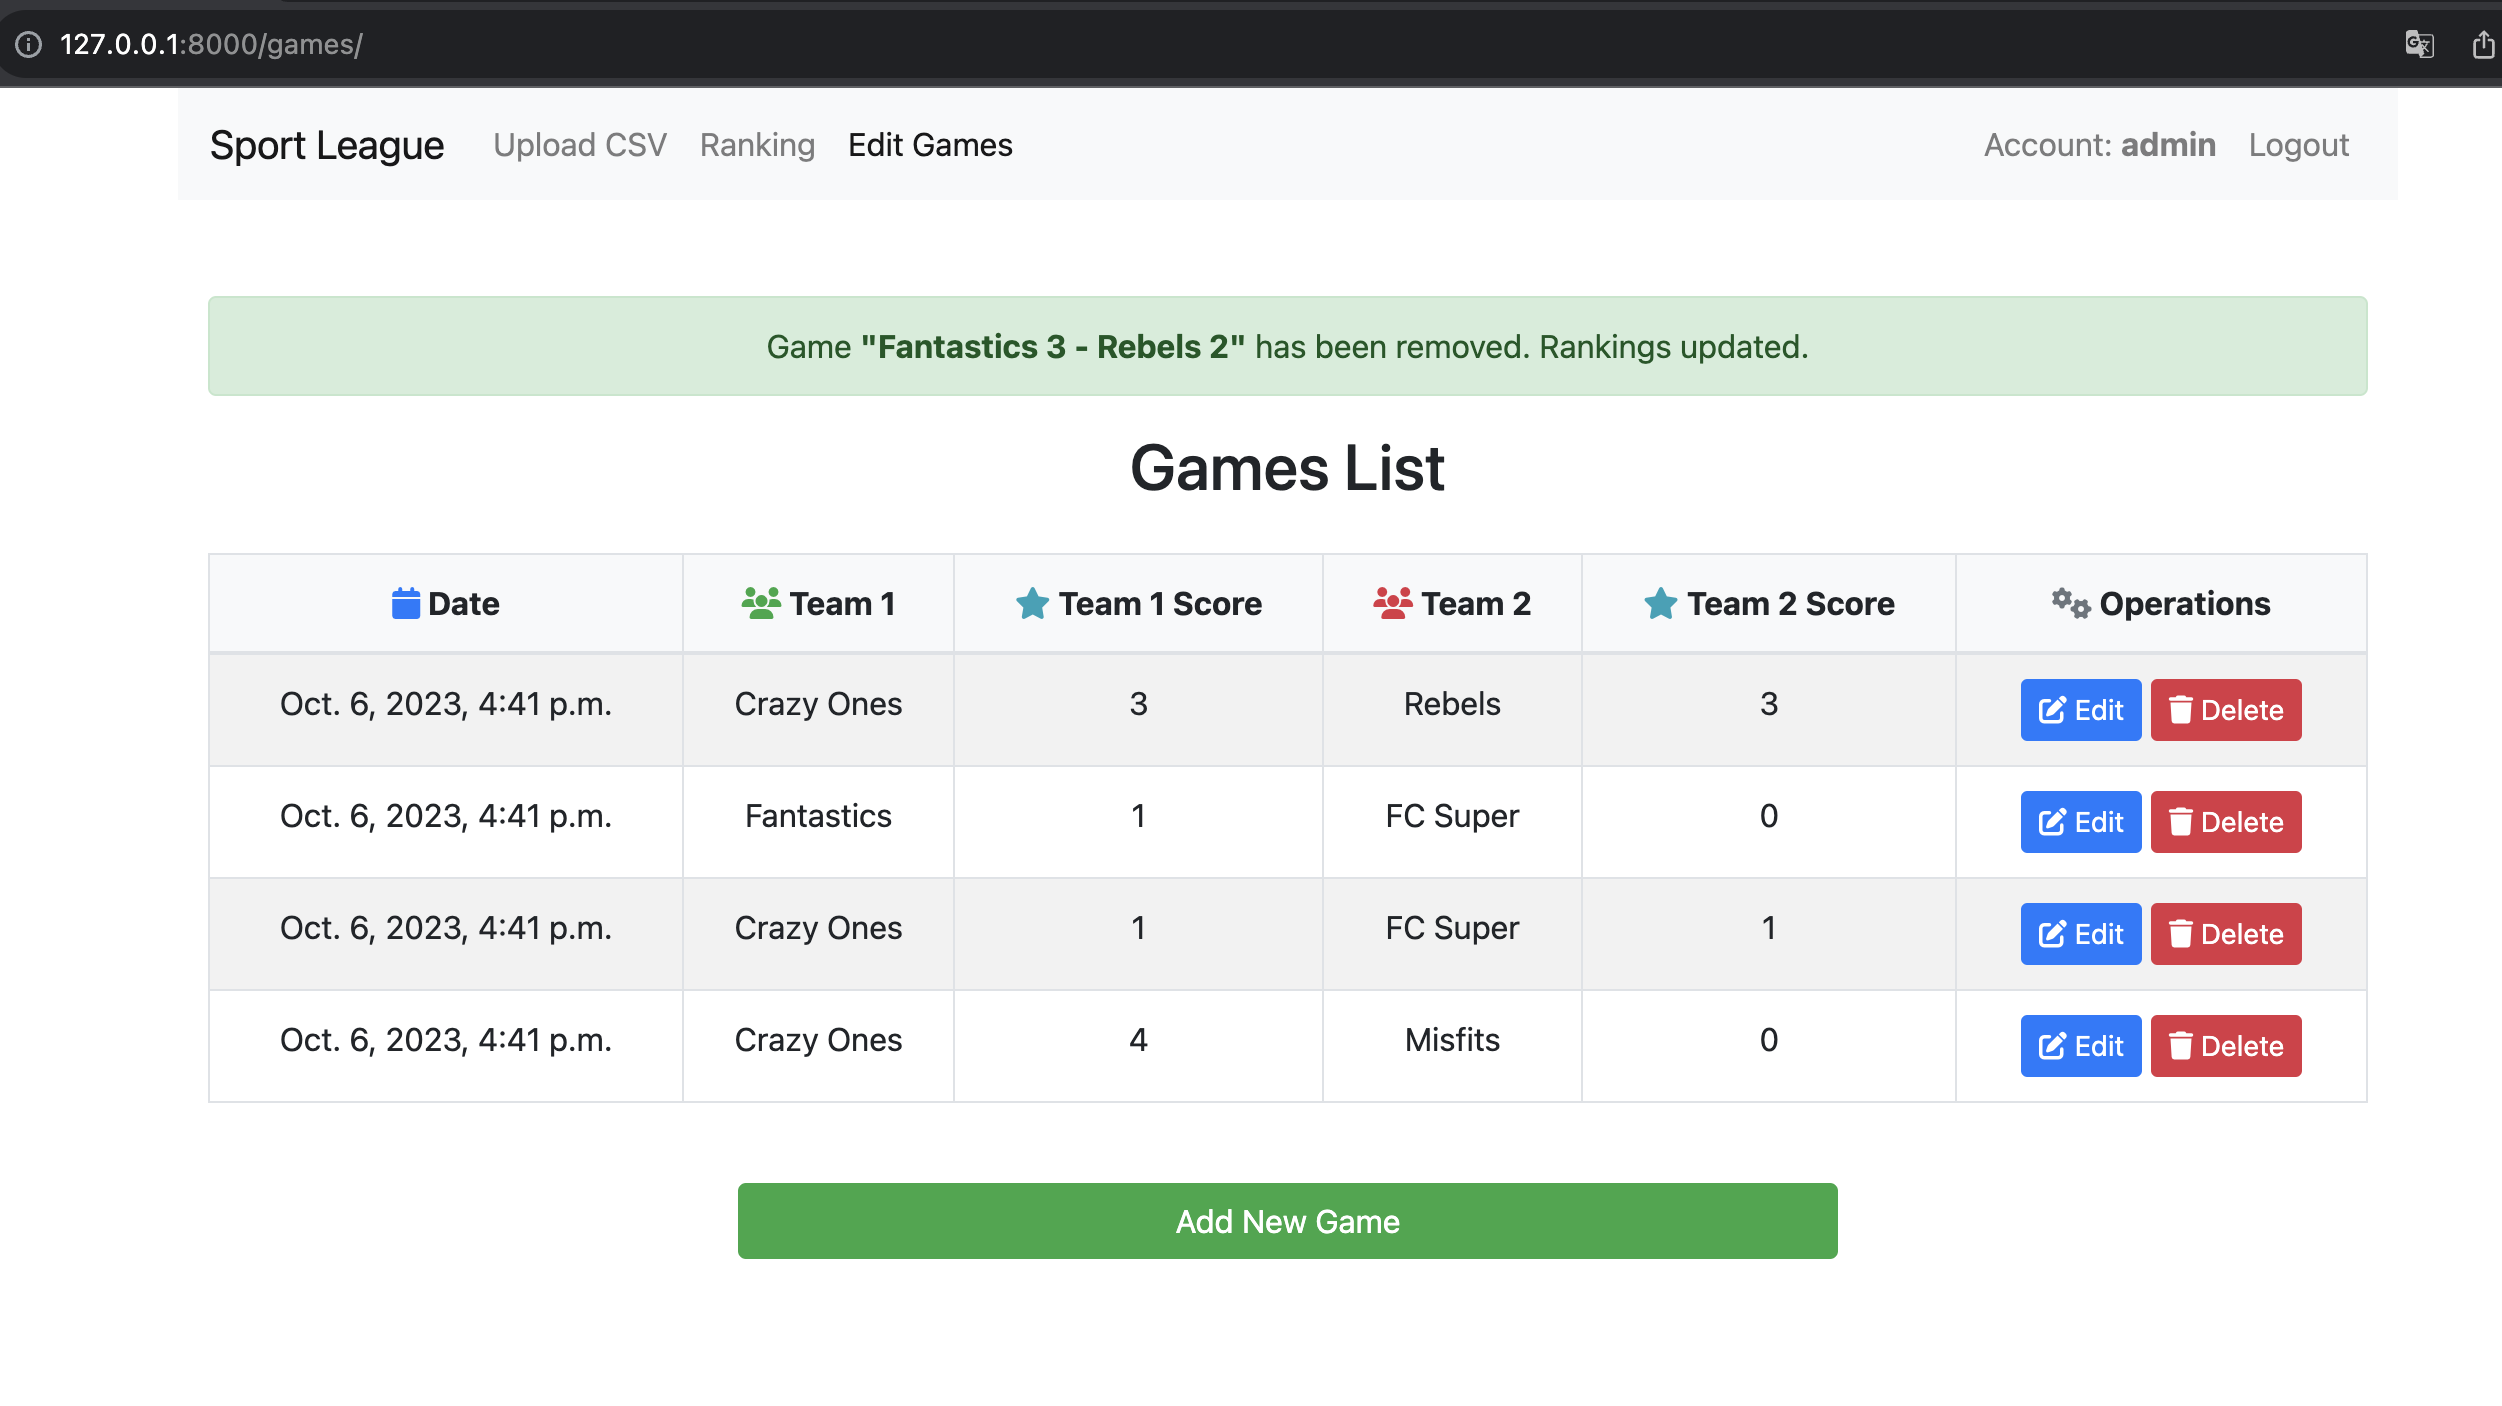 127.0.0.1:8000/games/
Sport League Upload CSV Ranking Edit Games Account: admin Logout
Game "Fantastics 3 - Rebels 2" has been removed. Rankings updated.
Games List
Date Team 1 Team 1 Score Team 2 Team 2 Score Operations
Oct. 6, 2023, 4:41 p.m. Crazy Ones 3 Rebels 3 Edit Delete
Oct. 6, 2023, 4:41 p.m. Fantastics 1 FC Super 0 Edit Delete
Oct. 6, 2023, 4:41 p.m. Crazy Ones 1 FC Super 1 Edit Delete
Oct. 6, 2023, 4:41 p.m. Crazy Ones 4 Misfits 0 Edit Delete
Add New Game